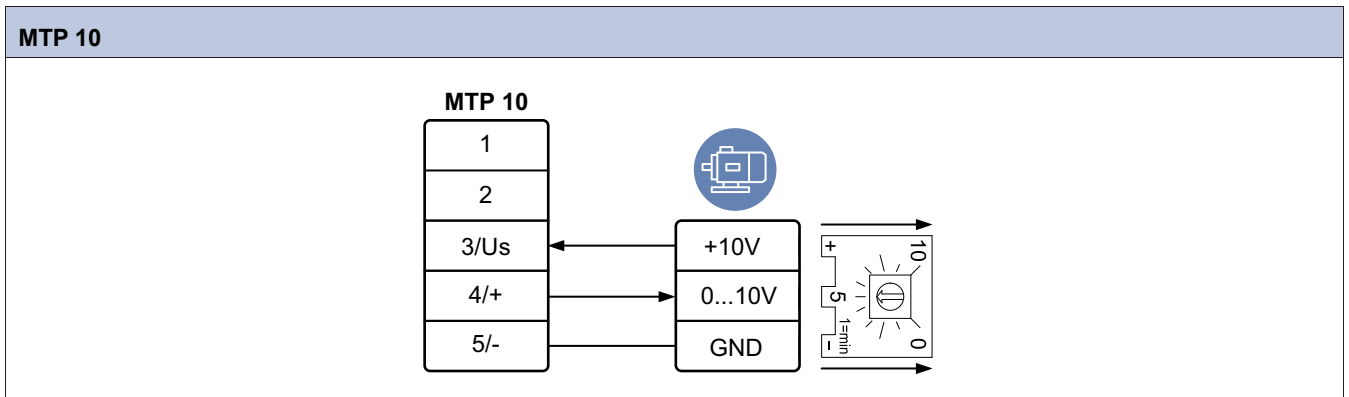 MTP 10
MTP 10
1
2
3/Us
4/+
5/-
+10V
0...10V
GND
+
10
5
1=min
-
0